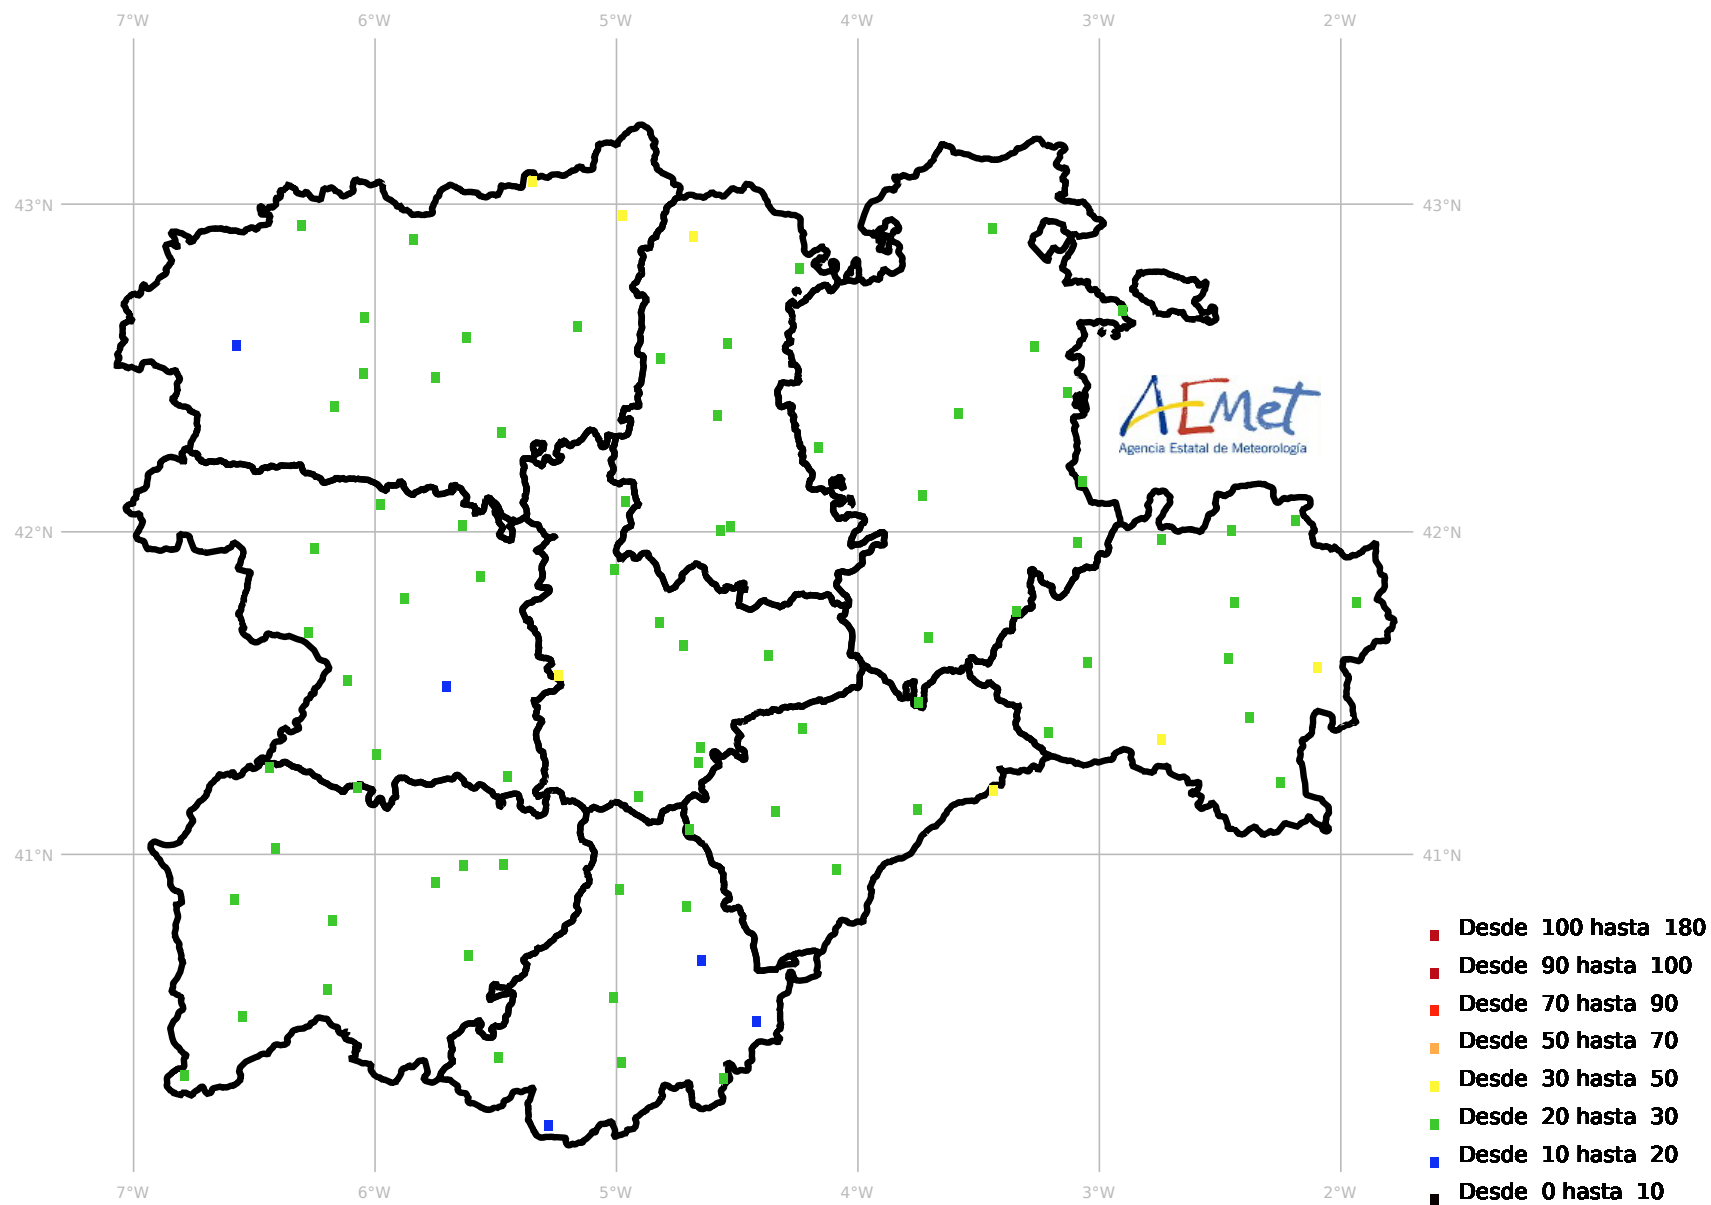 7°W 6°W 5°W 4°W 3°W 2°W
43°N 43°N
AEMet
Agencia Estatal de Meteorología
42°N 42°N
41°N 41°N
Desde 100 hasta 180
Desde 90 hasta 100
Desde 70 hasta 90
Desde 50 hasta 70
Desde 30 hasta 50
Desde 20 hasta 30
Desde 10 hasta 20
Desde 0 hasta 10
7°W 6°W 5°W 4°W 3°W 2°W